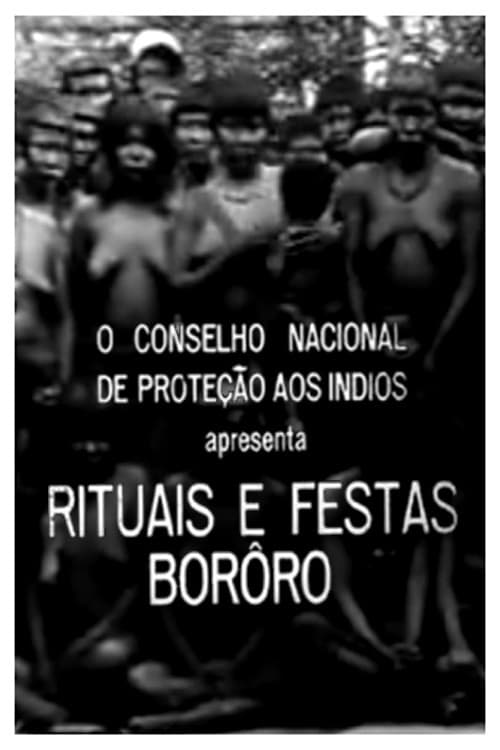 O CONSELHO NACIONAL
DE PROTEÇÃO AOS INDIOS
apresenta
RITUAIS E FESTAS
BORÔRO